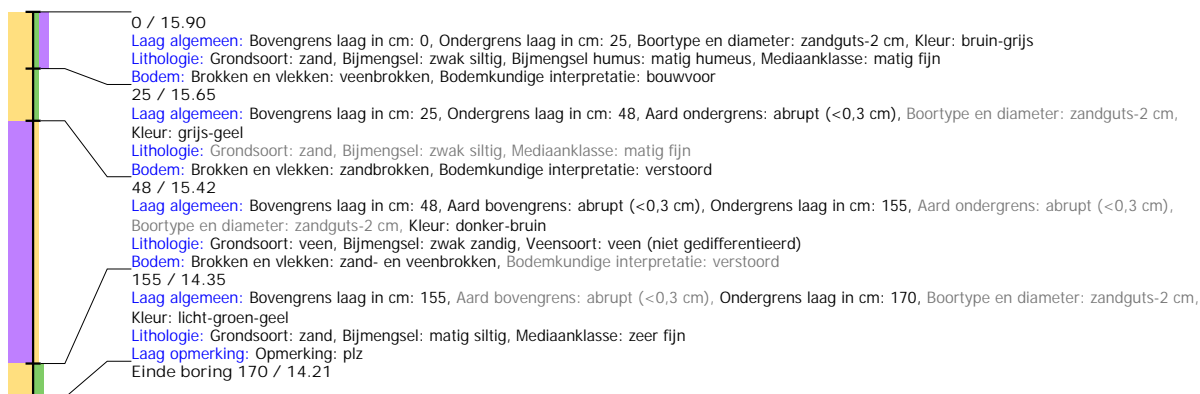 0 / 15.90
Laag algemeen: Bovengrens laag in cm: 0, Ondergrens laag in cm: 25, Boortype en diameter: zandguts-2 cm, Kleur: bruin-grijs
Lithologie: Grondsoort: zand, Bijmengsel: zwak siltig, Bijmengsel humus: matig humeus, Mediaanklasse: matig fijn
Bodem: Brokken en vlekken: veenbrokken, Bodemkundige interpretatie: bouwvoor
25 / 15.65
Laag algemeen: Bovengrens laag in cm: 25, Ondergrens laag in cm: 48, Aard ondergrens: abrupt (<0,3 cm), Boortype en diameter: zandguts-2 cm,
Kleur: grijs-geel
Lithologie: Grondsoort: zand, Bijmengsel: zwak siltig, Mediaanklasse: matig fijn
Bodem: Brokken en vlekken: zandbrokken, Bodemkundige interpretatie: verstoord
48 / 15.42
Laag algemeen: Bovengrens laag in cm: 48, Aard bovengrens: abrupt (<0,3 cm), Ondergrens laag in cm: 155, Aard ondergrens: abrupt (<0,3 cm),
Boortype en diameter: zandguts-2 cm, Kleur: donker-bruin
Lithologie: Grondsoort: veen, Bijmengsel: zwak zandig, Veensoort: veen (niet gedifferentieerd)
Bodem: Brokken en vlekken: zand- en veenbrokken, Bodemkundige interpretatie: verstoord
155 / 14.35
Laag algemeen: Bovengrens laag in cm: 155, Aard bovengrens: abrupt (<0,3 cm), Ondergrens laag in cm: 170, Boortype en diameter: zandguts-2 cm,
Kleur: licht-groen-geel
Lithologie: Grondsoort: zand, Bijmengsel: matig siltig, Mediaanklasse: zeer fijn
Laag opmerking: Opmerking: plz
Einde boring 170 / 14.21